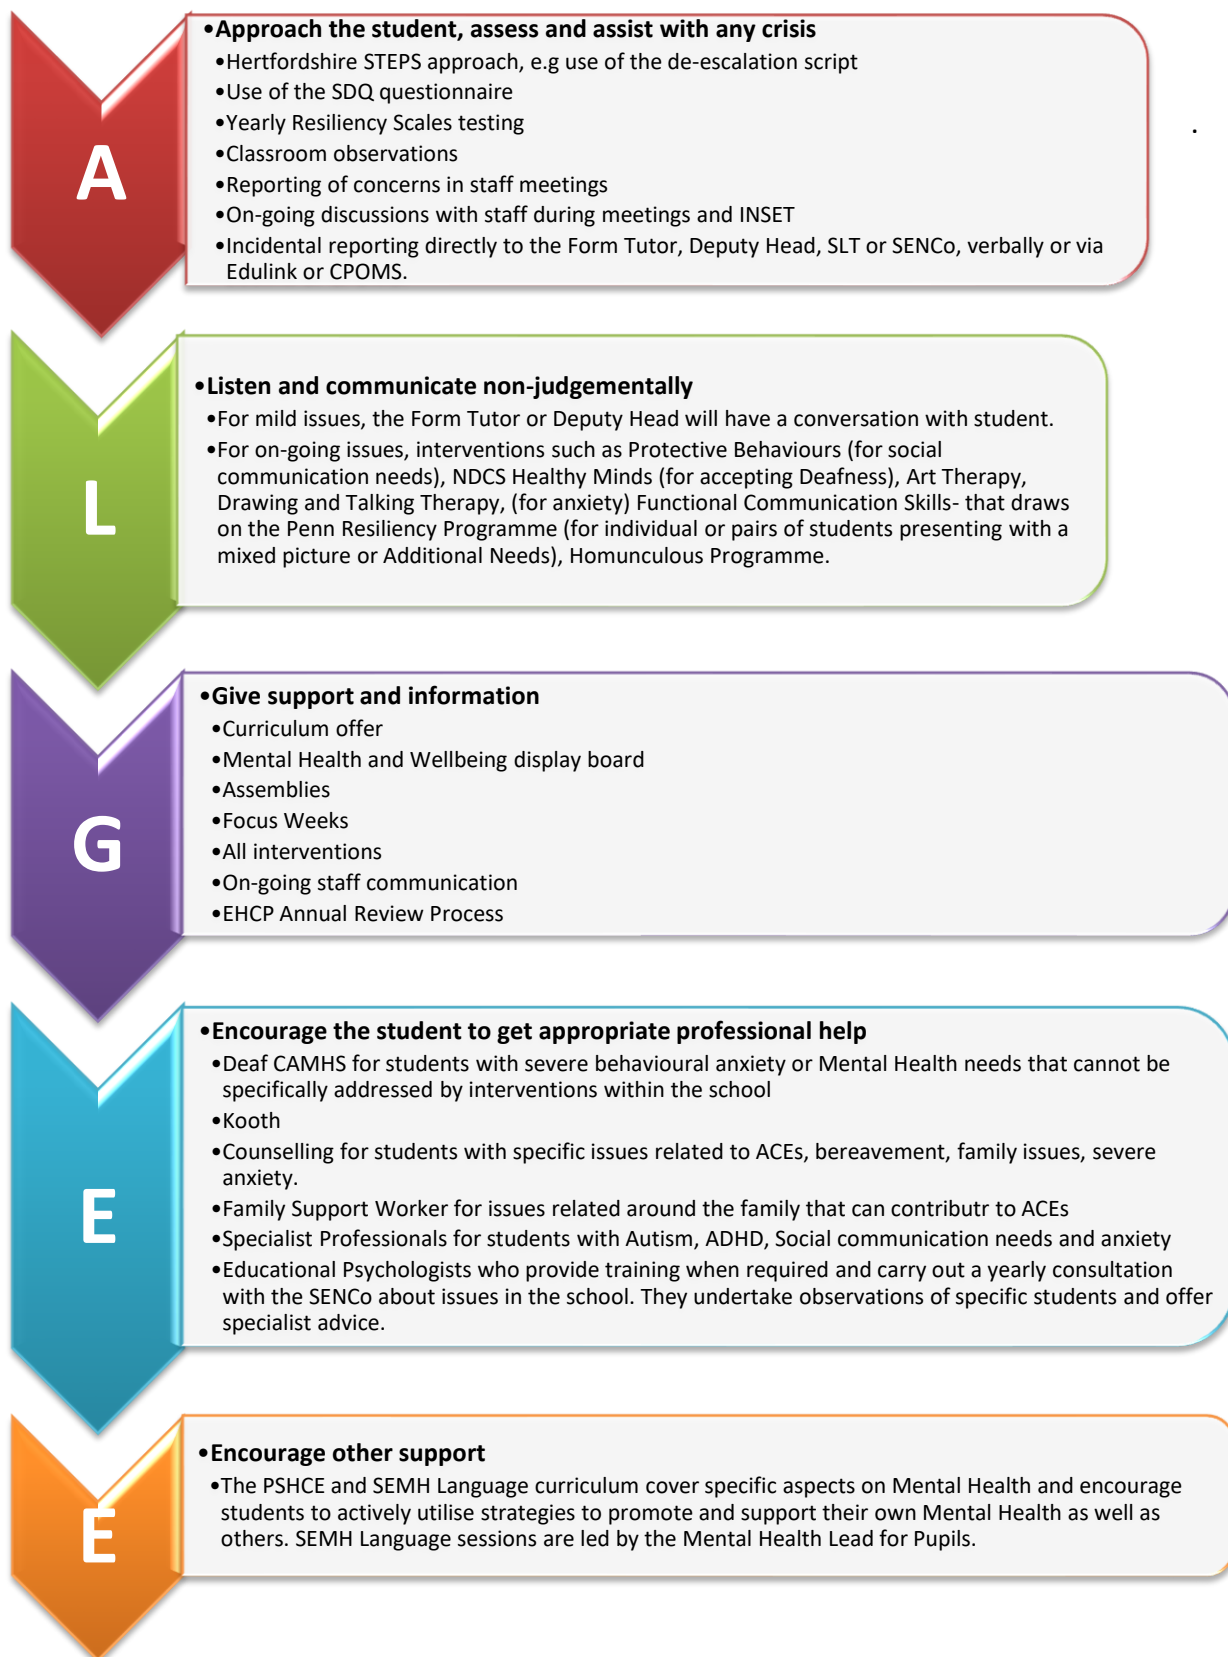 A
•Approach the student, assess and assist with any crisis
•Hertfordshire STEPS approach, e.g use of the de-escalation script
•Use of the SDQ questionnaire
•Yearly Resiliency Scales testing
•Classroom observations
•Reporting of concerns in staff meetings
•On-going discussions with staff during meetings and INSET
•Incidental reporting directly to the Form Tutor, Deputy Head, SLT or SENCo, verbally or via
Edulink or CPOMS.
.
L
•Listen and communicate non-judgementally
•For mild issues, the Form Tutor or Deputy Head will have a conversation with student.
•For on-going issues, interventions such as Protective Behaviours (for social
communication needs), NDCS Healthy Minds (for accepting Deafness), Art Therapy,
Drawing and Talking Therapy, (for anxiety) Functional Communication Skills- that draws
on the Penn Resiliency Programme (for individual or pairs of students presenting with a
mixed picture or Additional Needs), Homunculous Programme.
G
•Give support and information
•Curriculum offer
•Mental Health and Wellbeing display board
•Assemblies
•Focus Weeks
•All interventions
•On-going staff communication
•EHCP Annual Review Process
E
•Encourage the student to get appropriate professional help
•Deaf CAMHS for students with severe behavioural anxiety or Mental Health needs that cannot be
specifically addressed by interventions within the school
•Kooth
•Counselling for students with specific issues related to ACEs, bereavement, family issues, severe
anxiety.
•Family Support Worker for issues related around the family that can contributr to ACEs
•Specialist Professionals for students with Autism, ADHD, Social communication needs and anxiety
•Educational Psychologists who provide training when required and carry out a yearly consultation
with the SENCo about issues in the school. They undertake observations of specific students and offer
specialist advice.
E
•Encourage other support
•The PSHCE and SEMH Language curriculum cover specific aspects on Mental Health and encourage
students to actively utilise strategies to promote and support their own Mental Health as well as
others. SEMH Language sessions are led by the Mental Health Lead for Pupils.